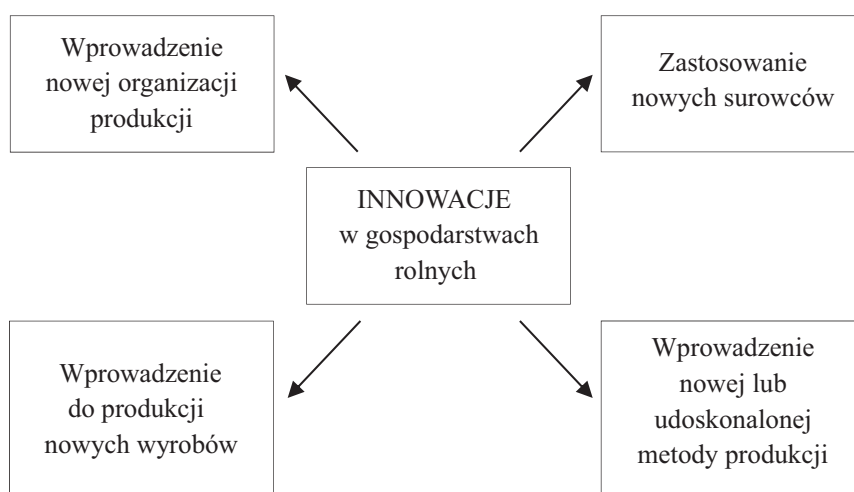 Wprowadzenie
nowej organizacji
produkcji
Zastosowanie
nowych surowców
INNOWACJE
w gospodarstwach
rolnych
Wprowadzenie
do produkcji
nowych wyrobów
Wprowadzenie
nowej lub
udoskonalonej
metody produkcji